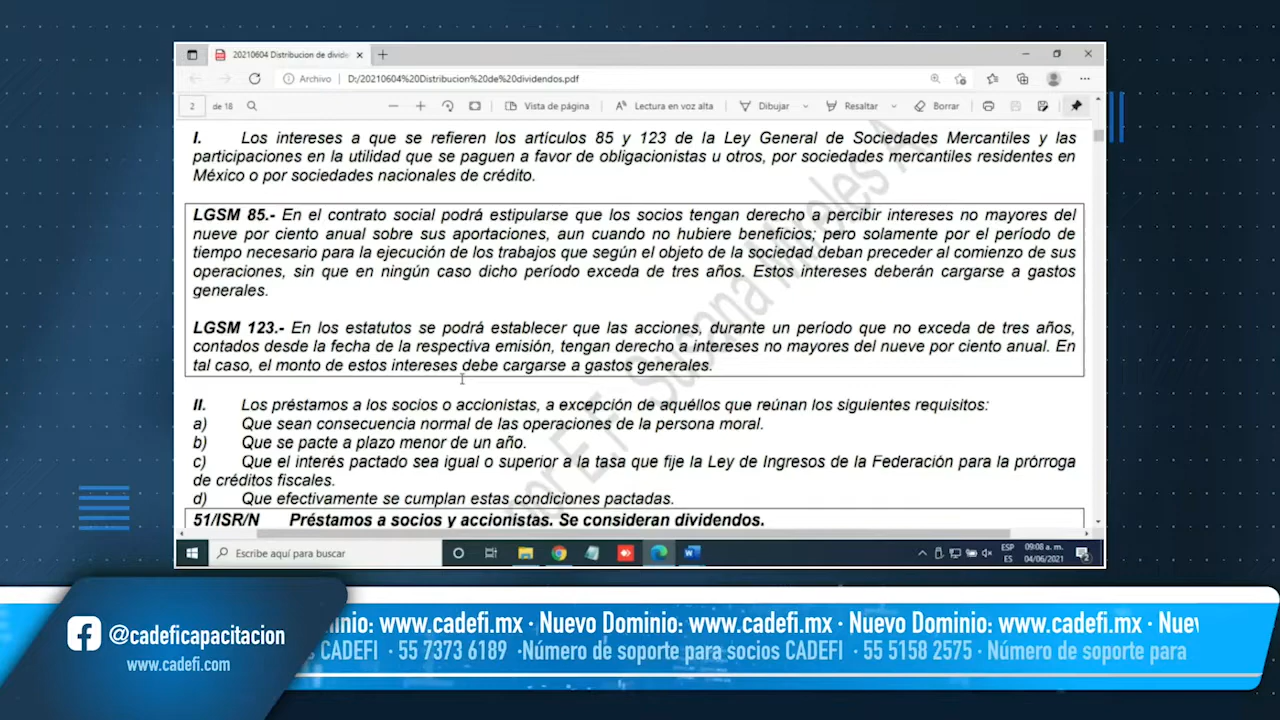 20210604 Distribucion de divide
Archivo D:/20210604%20Distribucion%20de%20dividendos.pdf
2 de 18 Vista de página Lectura en voz alta Dibujar Resaltar Borrar
I. Los intereses a que se refieren los artículos 85 y 123 de la Ley General de Sociedades Mercantiles y las
participaciones en la utilidad que se paguen a favor de obligacionistas u otros, por sociedades mercantiles residentes en
México o por sociedades nacionales de crédito.
LGSM 85.- En el contrato social podrá estipularse que los socios tengan derecho a percibir intereses no mayores del
nueve por ciento anual sobre sus aportaciones, aun cuando no hubiere beneficios; pero solamente por el período de
tiempo necesario para la ejecución de los trabajos que según el objeto de la sociedad deban preceder al comienzo de sus
operaciones, sin que en ningún caso dicho período exceda de tres años. Estos intereses deberán cargarse a gastos
generales.
LGSM 123.- En los estatutos se podrá establecer que las acciones, durante un período que no exceda de tres años,
contados desde la fecha de la respectiva emisión, tengan derecho a intereses no mayores del nueve por ciento anual. En
tal caso, el monto de estos intereses debe cargarse a gastos generales.
II. Los préstamos a los socios o accionistas, a excepción de aquéllos que reúnan los siguientes requisitos:
a) Que sean consecuencia normal de las operaciones de la persona moral.
b) Que se pacte a plazo menor de un año.
c) Que el interés pactado sea igual o superior a la tasa que fije la Ley de Ingresos de la Federación para la prórroga
de créditos fiscales.
d) Que efectivamente se cumplan estas condiciones pactadas.
51/ISR/N Préstamos a socios y accionistas. Se consideran dividendos.
por E.F. Susana Mireles A.
Escribe aquí para buscar
ESP 09:08 a. m.
ES 04/06/2021 2
@cadeficapacitacion
www.cadefi.com
minio: www.cadefi.mx · Nuevo Dominio: www.cadefi.mx · Nuevo Dominio: www.cadefi.mx · Nuev
s CADEFI · 55 7373 6189 ·Número de soporte para socios CADEFI · 55 5158 2575 · Número de soporte para